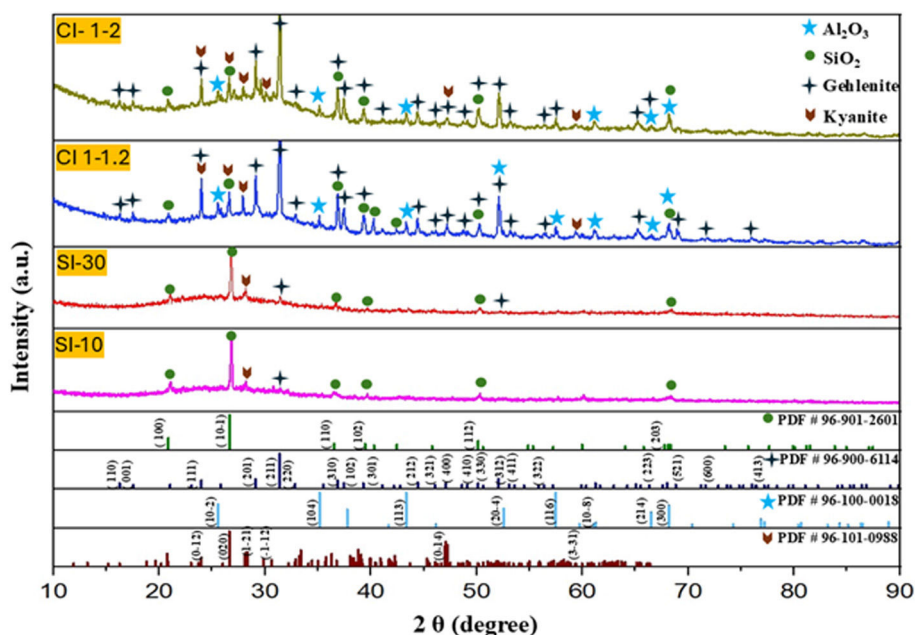 CI- 1-2
Al₂O₃
SiO₂
Gehlenite
Kyanite
CI 1-1.2
SI-30
SI-10
Intensity (a.u.)
( 100)
( 10-1)
( 110)
( 102)
( 112)
( 203)
PDF # 96-901-2601
(110)
(001)
(111)
(201)
(211)
(220)
(310)
( 102)
( 301)
( 212)
( 321)
( 400)
( 410)
( 330)
(312)
( 411)
( 322)
( 223)
(521)
(600)
(413)
PDF # 96-900-6114
(10-2)
(104)
(113)
(20-4)
(116)
(10-8)
(214)
(300)
PDF # 96-100-0018
(0-12)
(020)
(1-21)
(-1-12)
(0-14)
(3-31)
PDF # 96-101-0988
10 20 30 40 50 60 70 80 90
2 θ (degree)